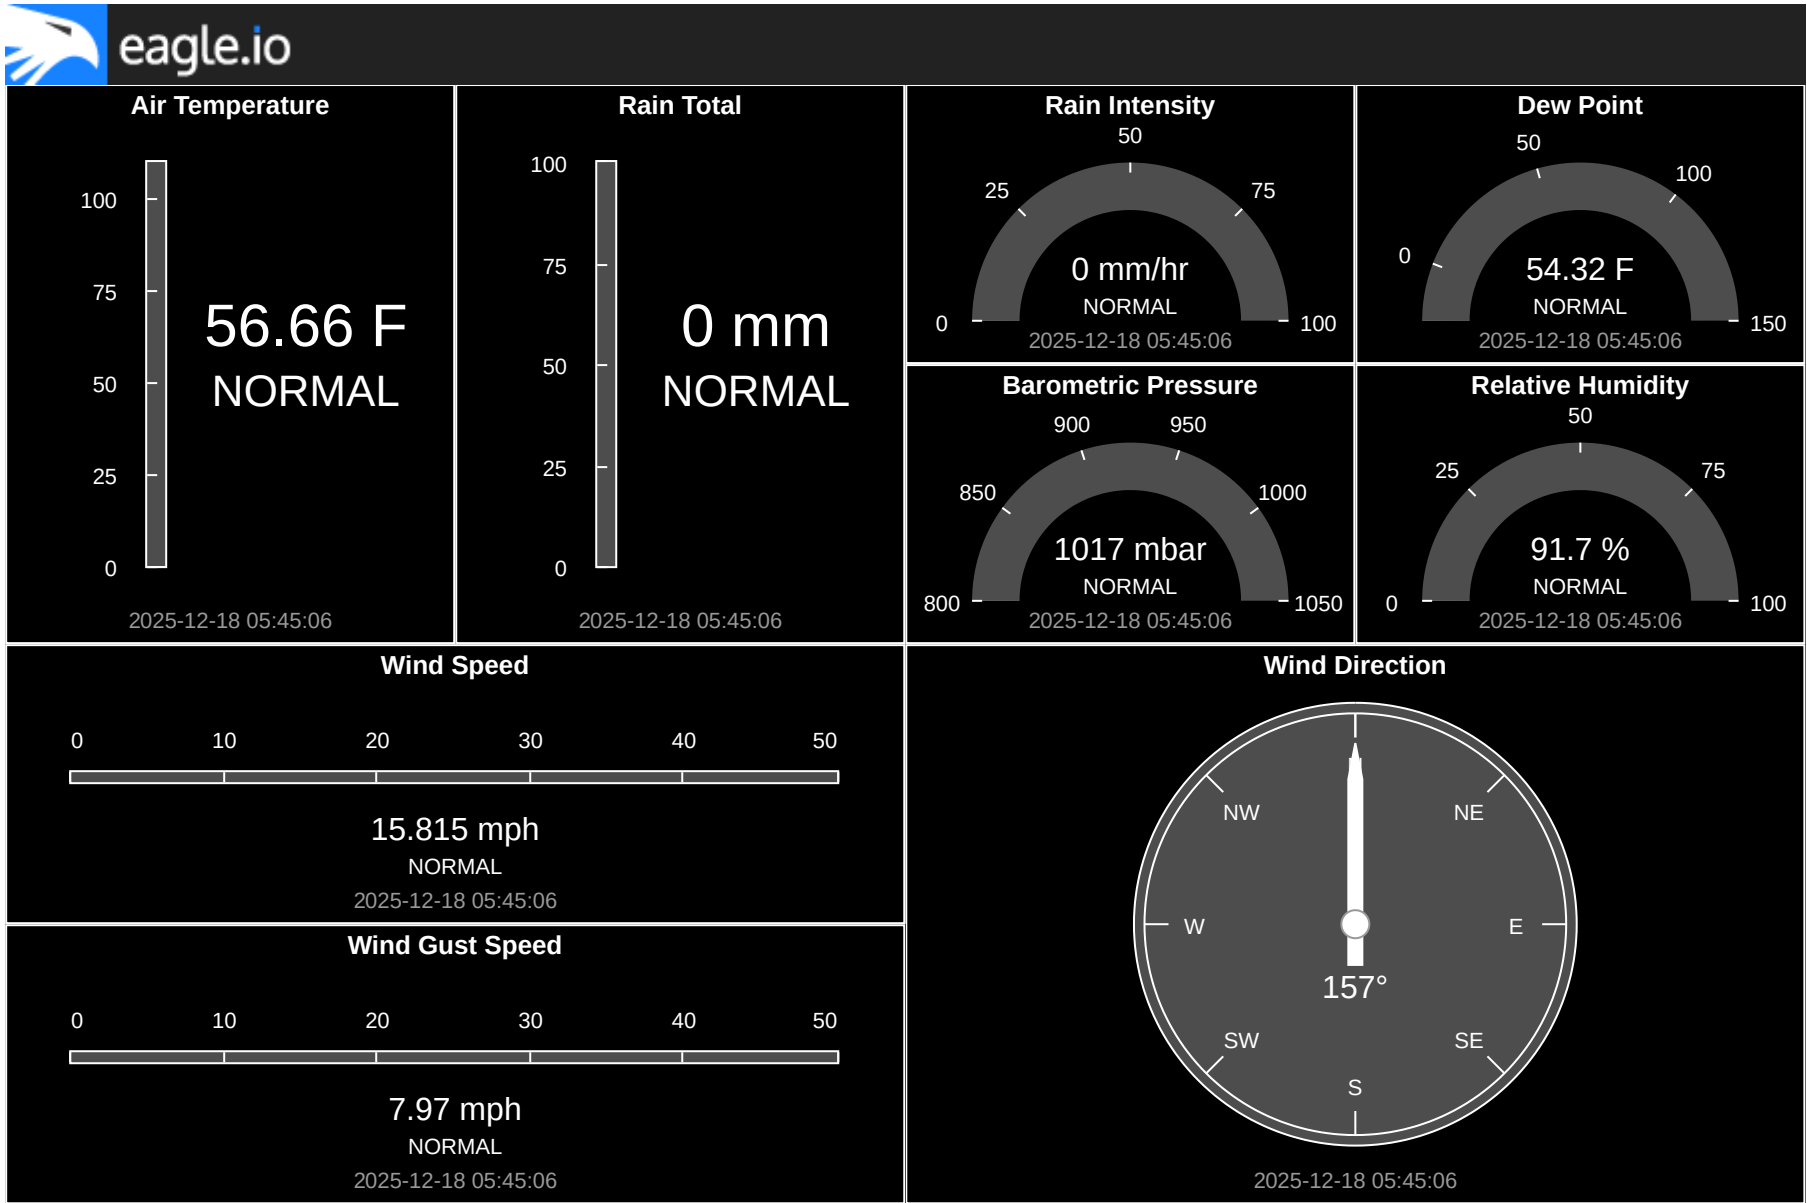 eagle.io
Air Temperature
100
75
50
25
0
56.66 F
NORMAL
2025-12-18 05:45:06
Rain Total
100
75
50
25
0
0 mm
NORMAL
2025-12-18 05:45:06
Rain Intensity
50
25
75
0
100
0 mm/hr
NORMAL
2025-12-18 05:45:06
Dew Point
50
100
0
150
54.32 F
NORMAL
2025-12-18 05:45:06
Barometric Pressure
900
950
850
1000
800
1050
1017 mbar
NORMAL
2025-12-18 05:45:06
Relative Humidity
50
25
75
0
100
91.7 %
NORMAL
2025-12-18 05:45:06
Wind Speed
0 10 20 30 40 50
15.815 mph
NORMAL
2025-12-18 05:45:06
Wind Gust Speed
0 10 20 30 40 50
7.97 mph
NORMAL
2025-12-18 05:45:06
Wind Direction
NW NE
W E
157°
SW SE
S
2025-12-18 05:45:06